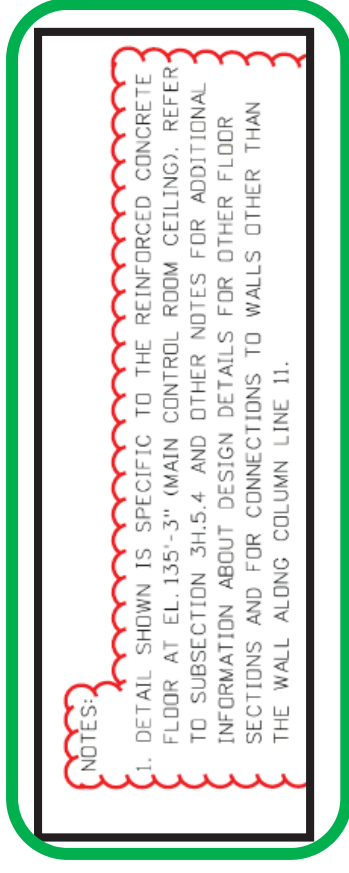 NOTES:
1. DETAIL SHOWN IS SPECIFIC TO THE REINFORCED CONCRETE
FLOOR AT EL. 135'-3" (MAIN CONTROL ROOM CEILING). REFER
TO SUBSECTION 3H.5.4 AND OTHER NOTES FOR ADDITIONAL
INFORMATION ABOUT DESIGN DETAILS FOR OTHER FLOOR
SECTIONS AND FOR CONNECTIONS TO WALLS OTHER THAN
THE WALL ALONG COLUMN LINE 11.